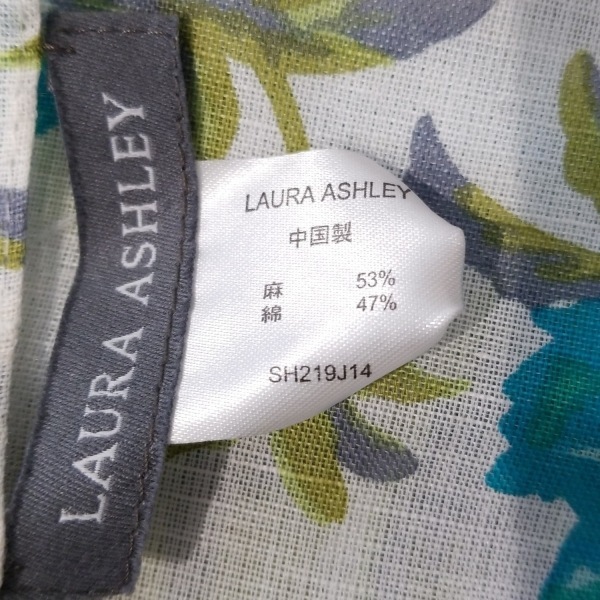 LAURA ASHLEY
LAURA ASHLEY
中国製
麻 53%
綿 47%
SH219J14